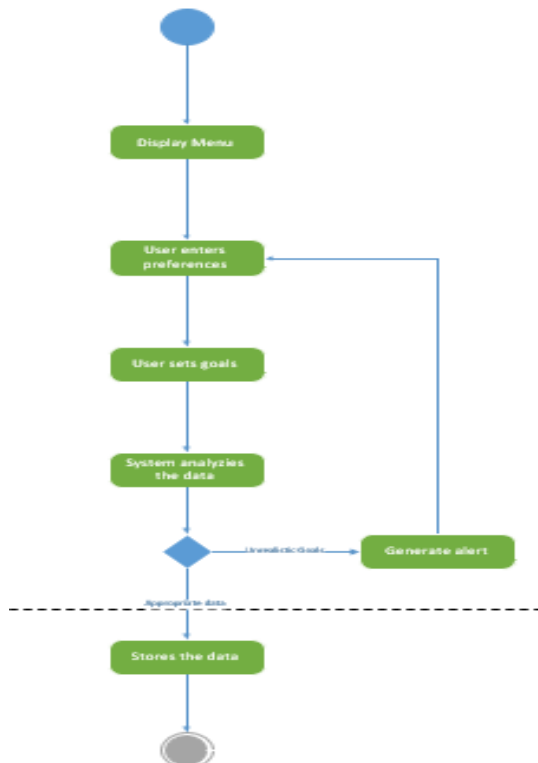 Display Menu
User enters
preferences
User sets goals
System analyzies
the data
Unrealistic Goals
Generate alert
Appropriate data
Stores the data